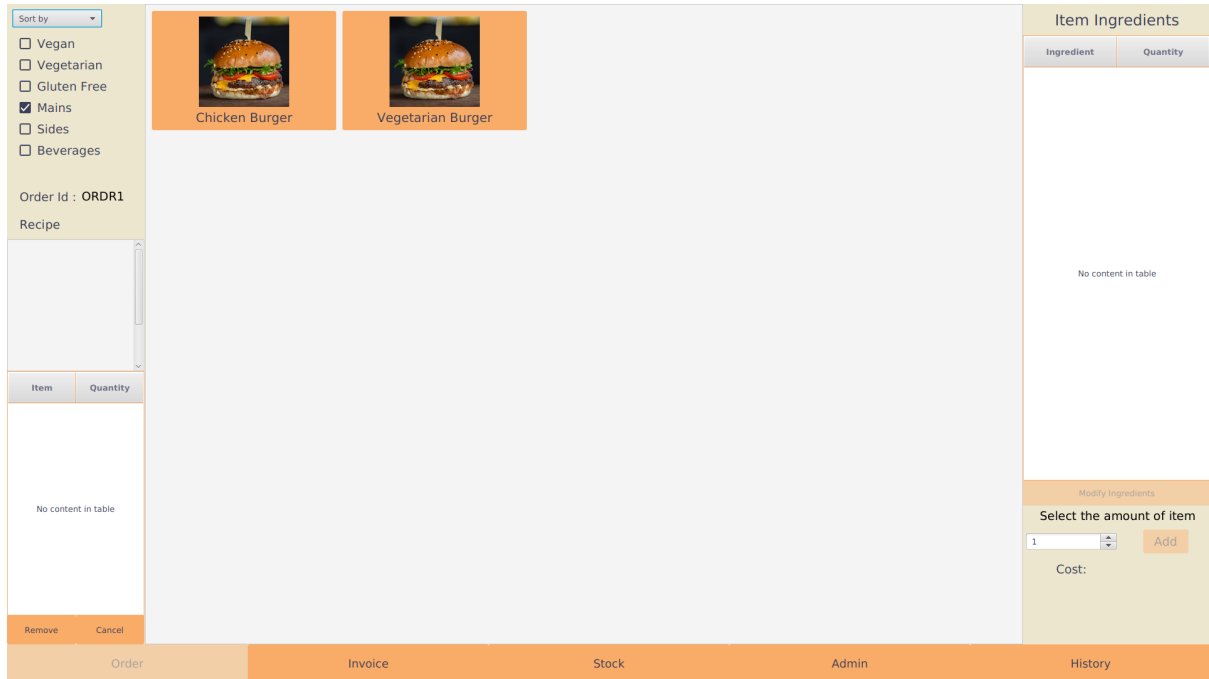 Sort by
Vegan
Vegetarian
Gluten Free
Mains
Sides
Beverages
Order Id : ORDR1
Recipe
Item Quantity
No content in table
Remove Cancel
Chicken Burger
Vegetarian Burger
Item Ingredients
Ingredient Quantity
No content in table
Modify Ingredients
Select the amount of item
1 Add
Cost:
Order Invoice Stock Admin History